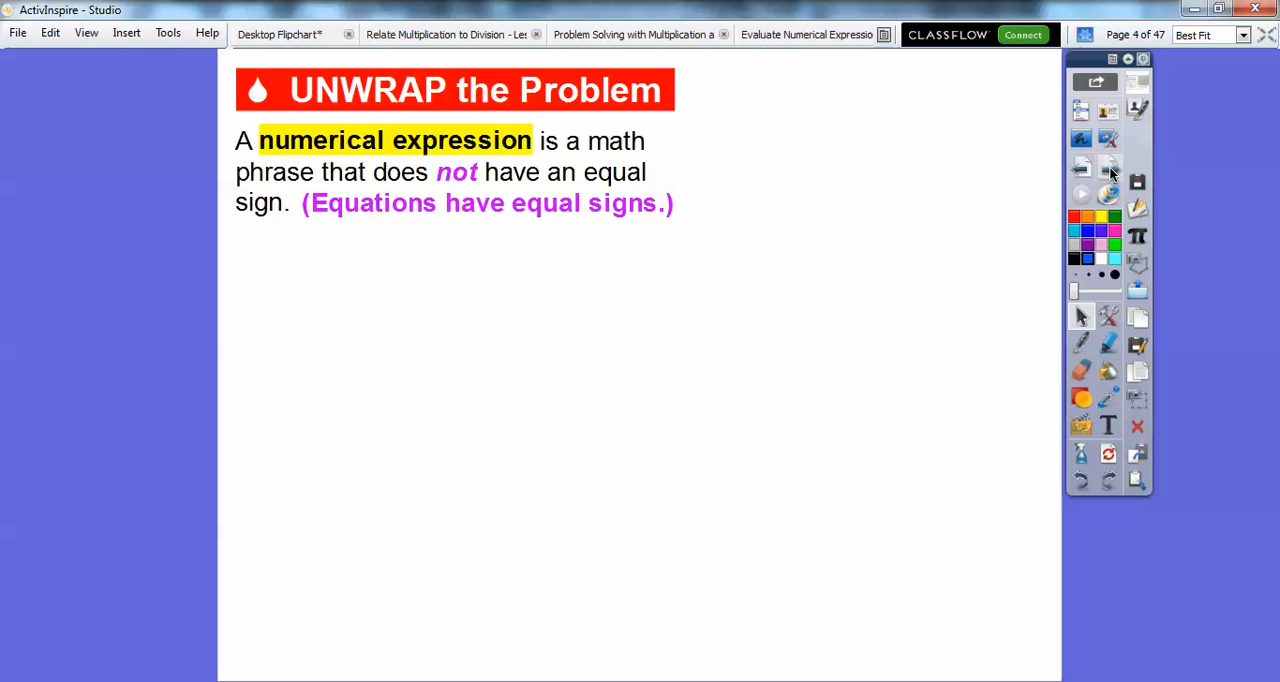 ActivInspire - Studio
File Edit View Insert Tools Help
Desktop Flipchart* Relate Multiplication to Division - Les Problem Solving with Multiplication a Evaluate Numerical Expressio CLASSFLOW Connect Page 4 of 47 Best Fit
UNWRAP the Problem
A numerical expression is a math
phrase that does not have an equal
sign. (Equations have equal signs.)